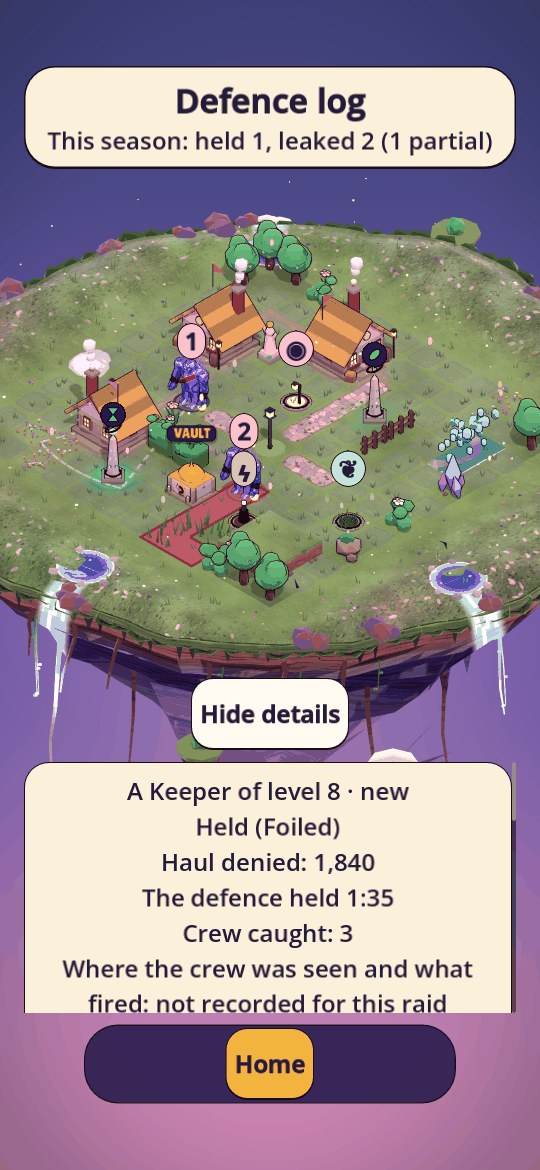 Defence log
This season: held 1, leaked 2 (1 partial)
1
VAULT
2
Hide details
A Keeper of level 8 · new
Held (Foiled)
Haul denied: 1,840
The defence held 1:35
Crew caught: 3
Where the crew was seen and what
fired: not recorded for this raid
Home